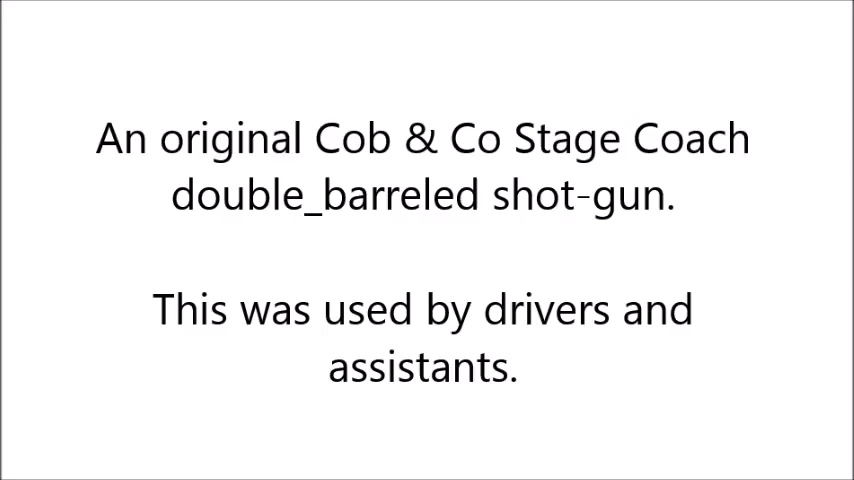 An original Cob & Co Stage Coach
double_barreled shot-gun.
This was used by drivers and
assistants.